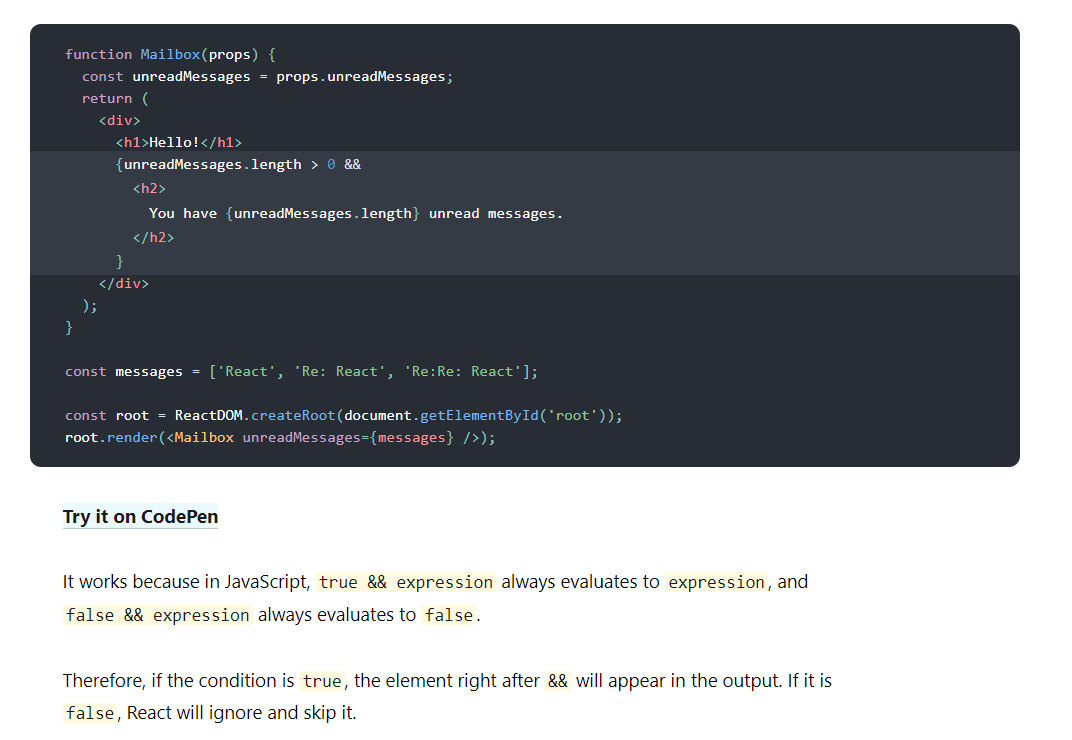 function Mailbox(props) {
  const unreadMessages = props.unreadMessages;
  return (
    <div>
      <h1>Hello!</h1>
      {unreadMessages.length > 0 &&
        <h2>
          You have {unreadMessages.length} unread messages.
        </h2>
      }
    </div>
  );
}

const messages = ['React', 'Re: React', 'Re:Re: React'];

const root = ReactDOM.createRoot(document.getElementById('root'));
root.render(<Mailbox unreadMessages={messages} />);

Try it on CodePen

It works because in JavaScript, true && expression always evaluates to expression, and
false && expression always evaluates to false.

Therefore, if the condition is true, the element right after && will appear in the output. If it is
false, React will ignore and skip it.